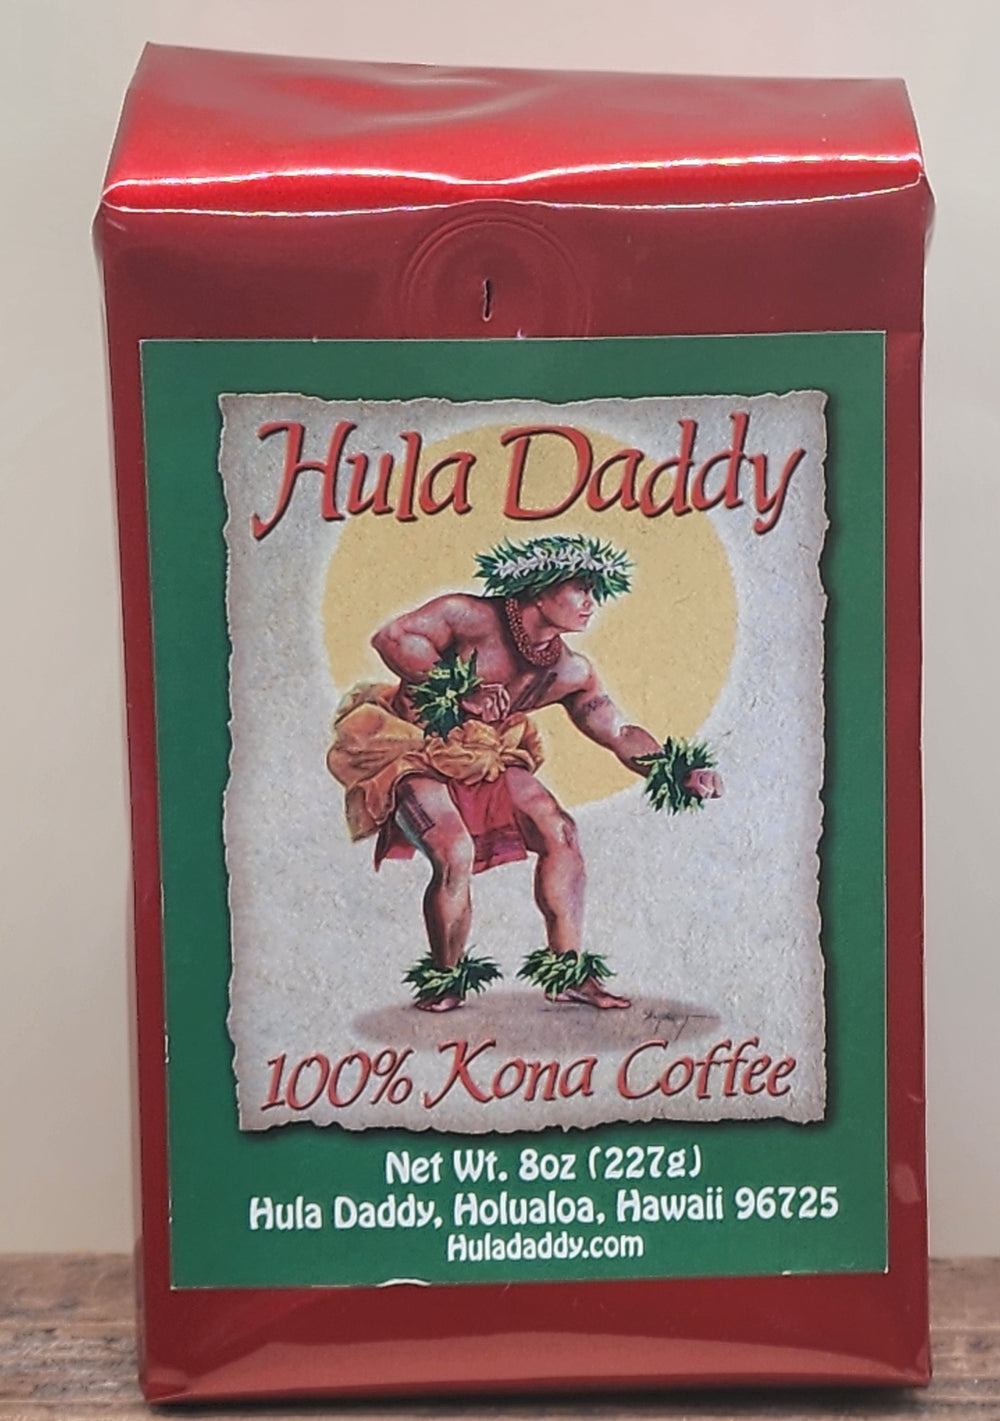 Hula Daddy
100% Kona Coffee
Net Wt. 8oz (227g)
Hula Daddy, Holualoa, Hawaii 96725
Huladaddy.com